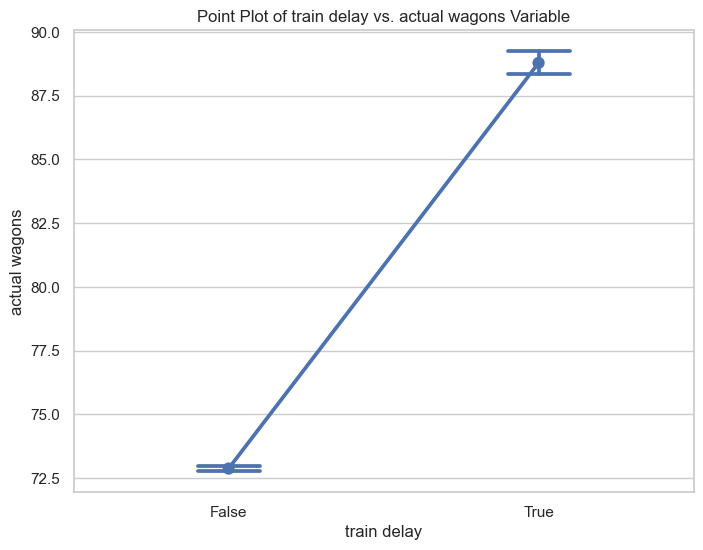 Point Plot of train delay vs. actual wagons Variable
90.0
87.5
85.0
82.5
80.0
77.5
75.0
72.5
actual wagons
False
True
train delay